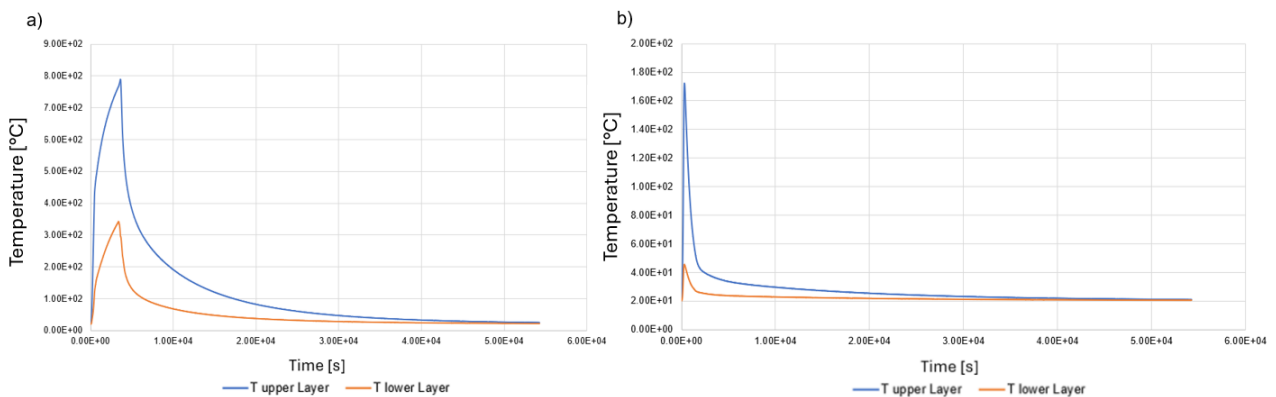 a)
9.00E+02
8.00E+02
7.00E+02
6.00E+02
5.00E+02
4.00E+02
3.00E+02
2.00E+02
1.00E+02
0.00E+00
Temperature [°C]
0.00E+00 1.00E+04 2.00E+04 3.00E+04 4.00E+04 5.00E+04 6.00E+04
Time [s]
T upper Layer T lower Layer
b)
2.00E+02
1.80E+02
1.60E+02
1.40E+02
1.20E+02
1.00E+02
8.00E+01
6.00E+01
4.00E+01
2.00E+01
0.00E+00
Temperature [°C]
0.00E+00 1.00E+04 2.00E+04 3.00E+04 4.00E+04 5.00E+04 6.00E+04
Time [s]
T upper Layer T lower Layer